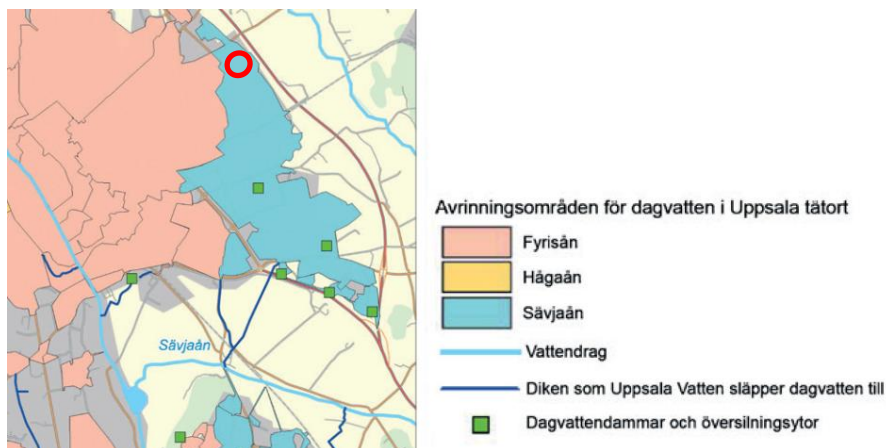 Sävjaån
Avrinningsområden för dagvatten i Uppsala tätort
Fyrisån
Hågaån
Sävjaån
Vattendrag
Diken som Uppsala Vatten släpper dagvatten till
Dagvattendammar och översilningsytor